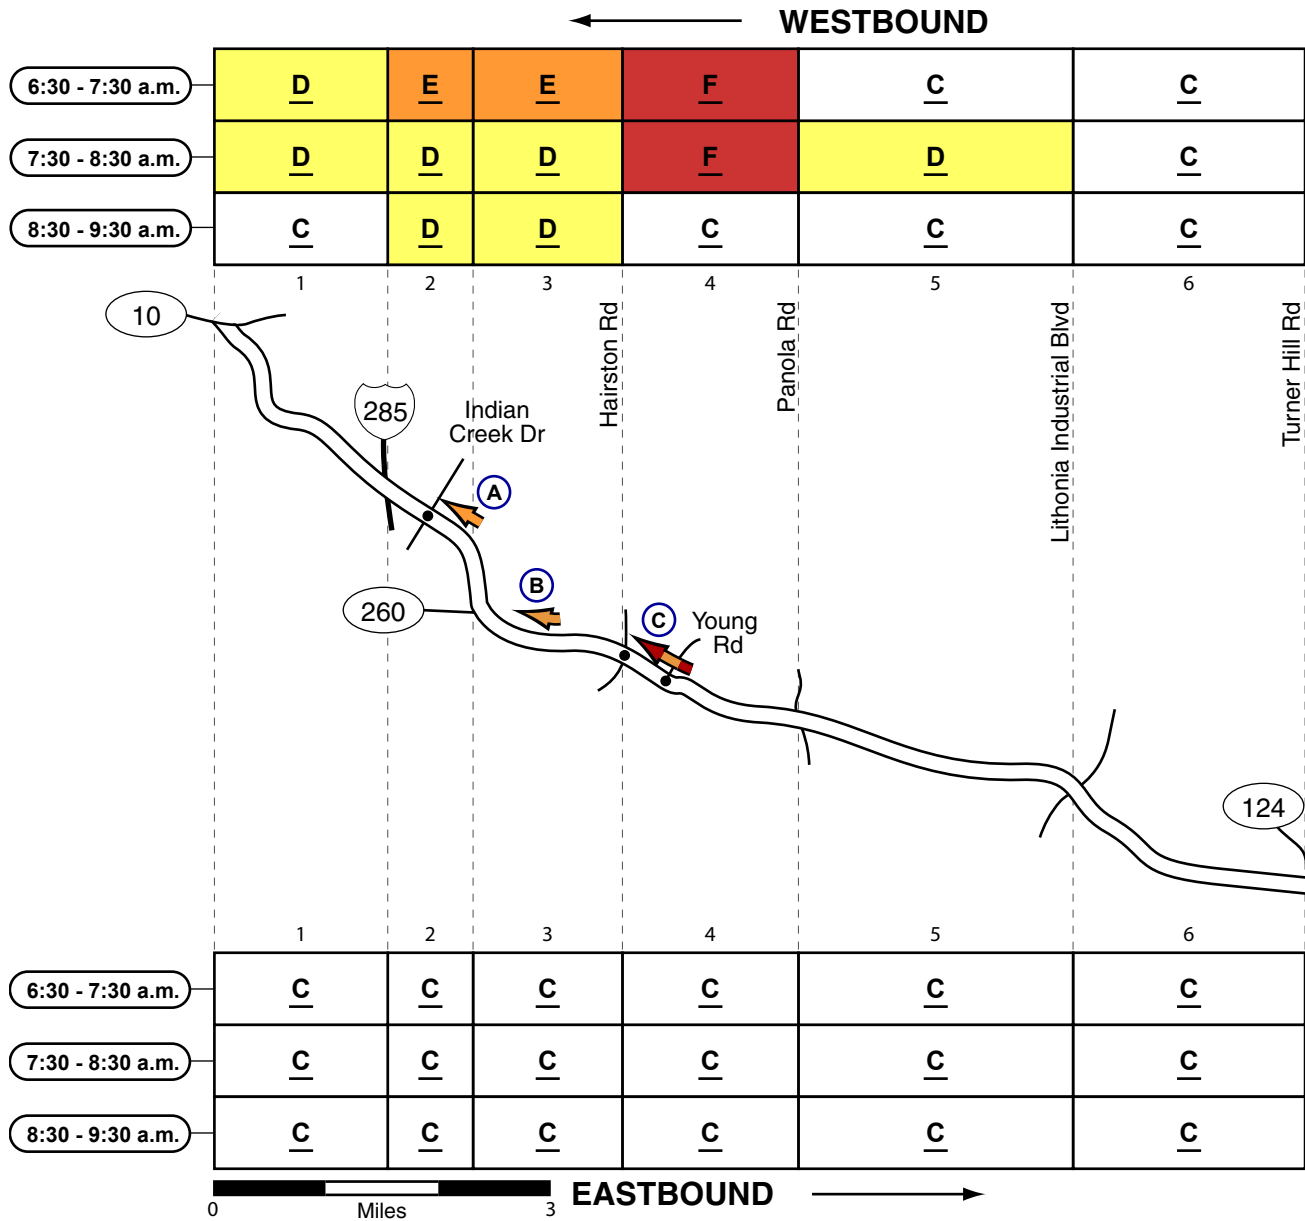 WESTBOUND
6:30 - 7:30 a.m. D E E F C C
7:30 - 8:30 a.m. D D D F D C
8:30 - 9:30 a.m. C D D C C C
1 2 3 4 5 6
10
Hairston Rd
Panola Rd
Lithonia Industrial Blvd
Turner Hill Rd
285
Indian
Creek Dr
A
B
260
C
Young
Rd
124
1 2 3 4 5 6
6:30 - 7:30 a.m. C C C C C C
7:30 - 8:30 a.m. C C C C C C
8:30 - 9:30 a.m. C C C C C C
0 Miles 3
EASTBOUND